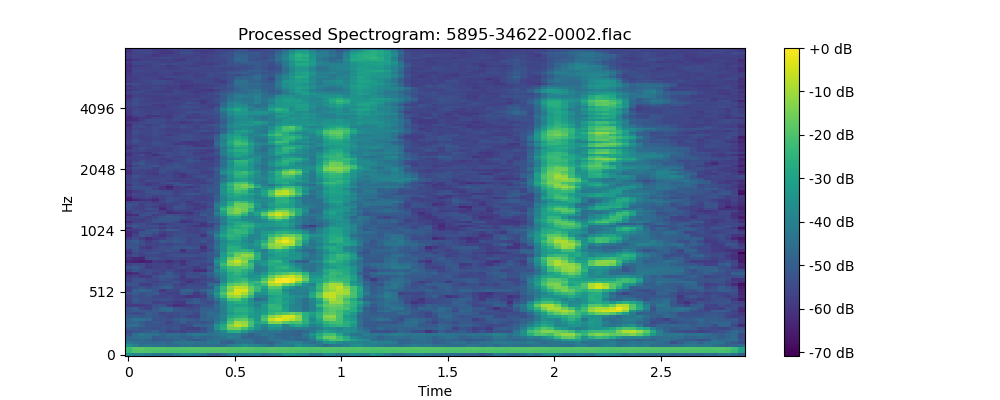 Processed Spectrogram: 5895-34622-0002.flac
+0 dB
4096
-10 dB
-20 dB
2048
-30 dB
Hz
1024
-40 dB
-50 dB
512
-60 dB
0
-70 dB
0
0.5
1
1.5
2
2.5
Time